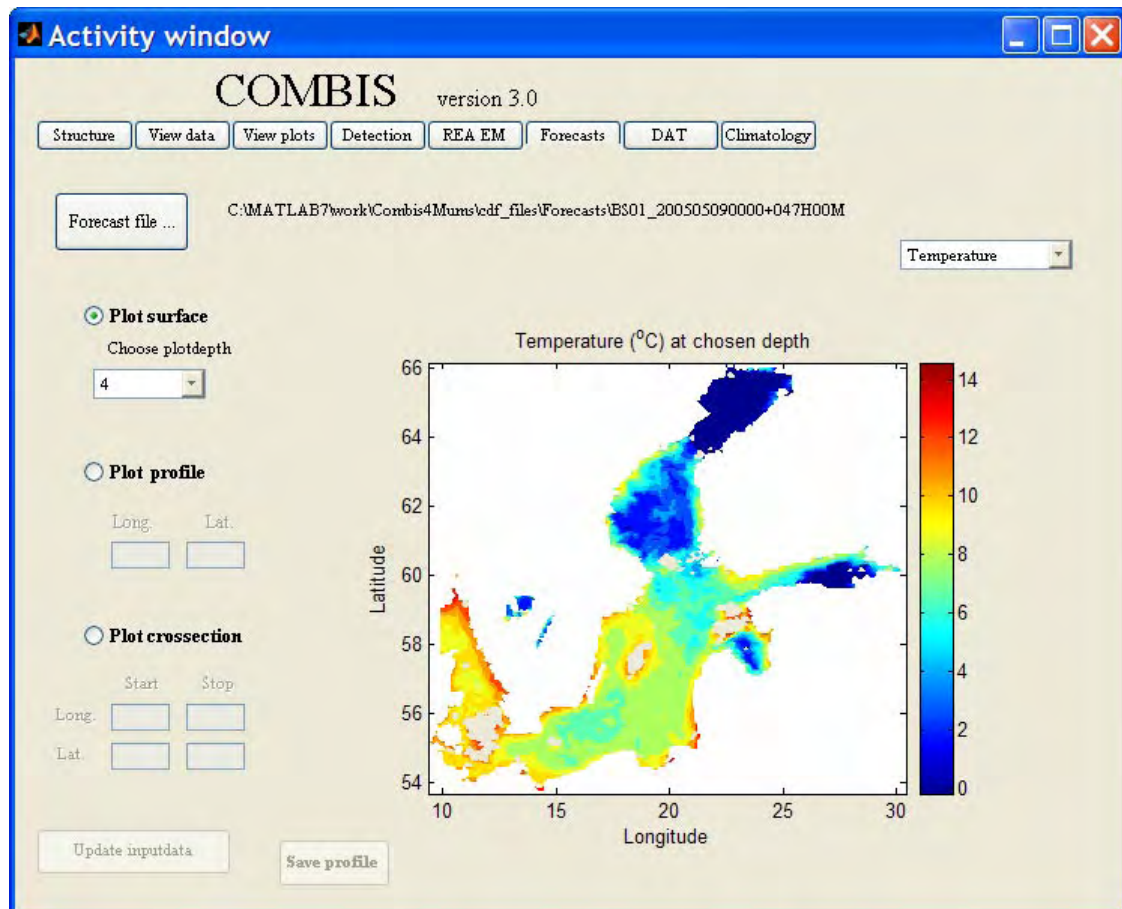 Activity window
COMBIS version 3.0
Structure View data View plots Detection REA EM Forecasts DAT Climatology
Forecast file ... C:\MATLAB7\work\Combis4Mums\cdf_files\Forecasts\BS01_200505090000+047H00M
Temperature
Plot surface
Choose plotdepth
4
Temperature (°C) at chosen depth
66
64
62
60
58
56
54
Latitude
10 15 20 25 30
Longitude
14
12
10
8
6
4
2
0
Plot profile
Long. Lat.
Plot crossection
Start Stop
Long.
Lat.
Update inputdata
Save profile